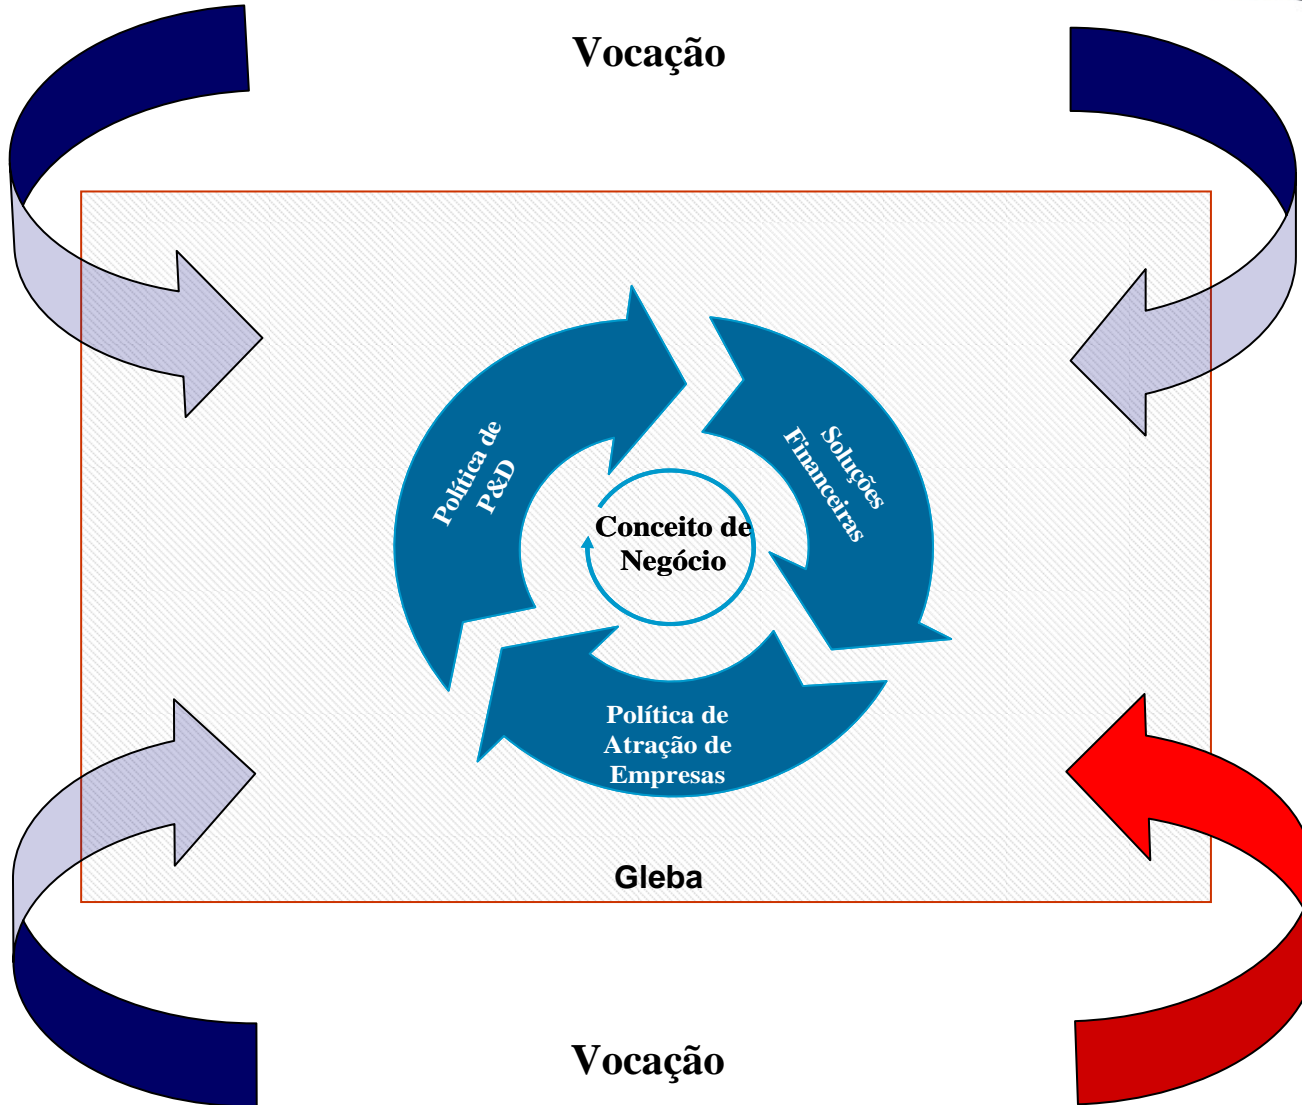 Vocação
Política de
P&D
Soluções
Financeiras
Conceito de
Negócio
Política de
Atração de
Empresas
Gleba
Vocação